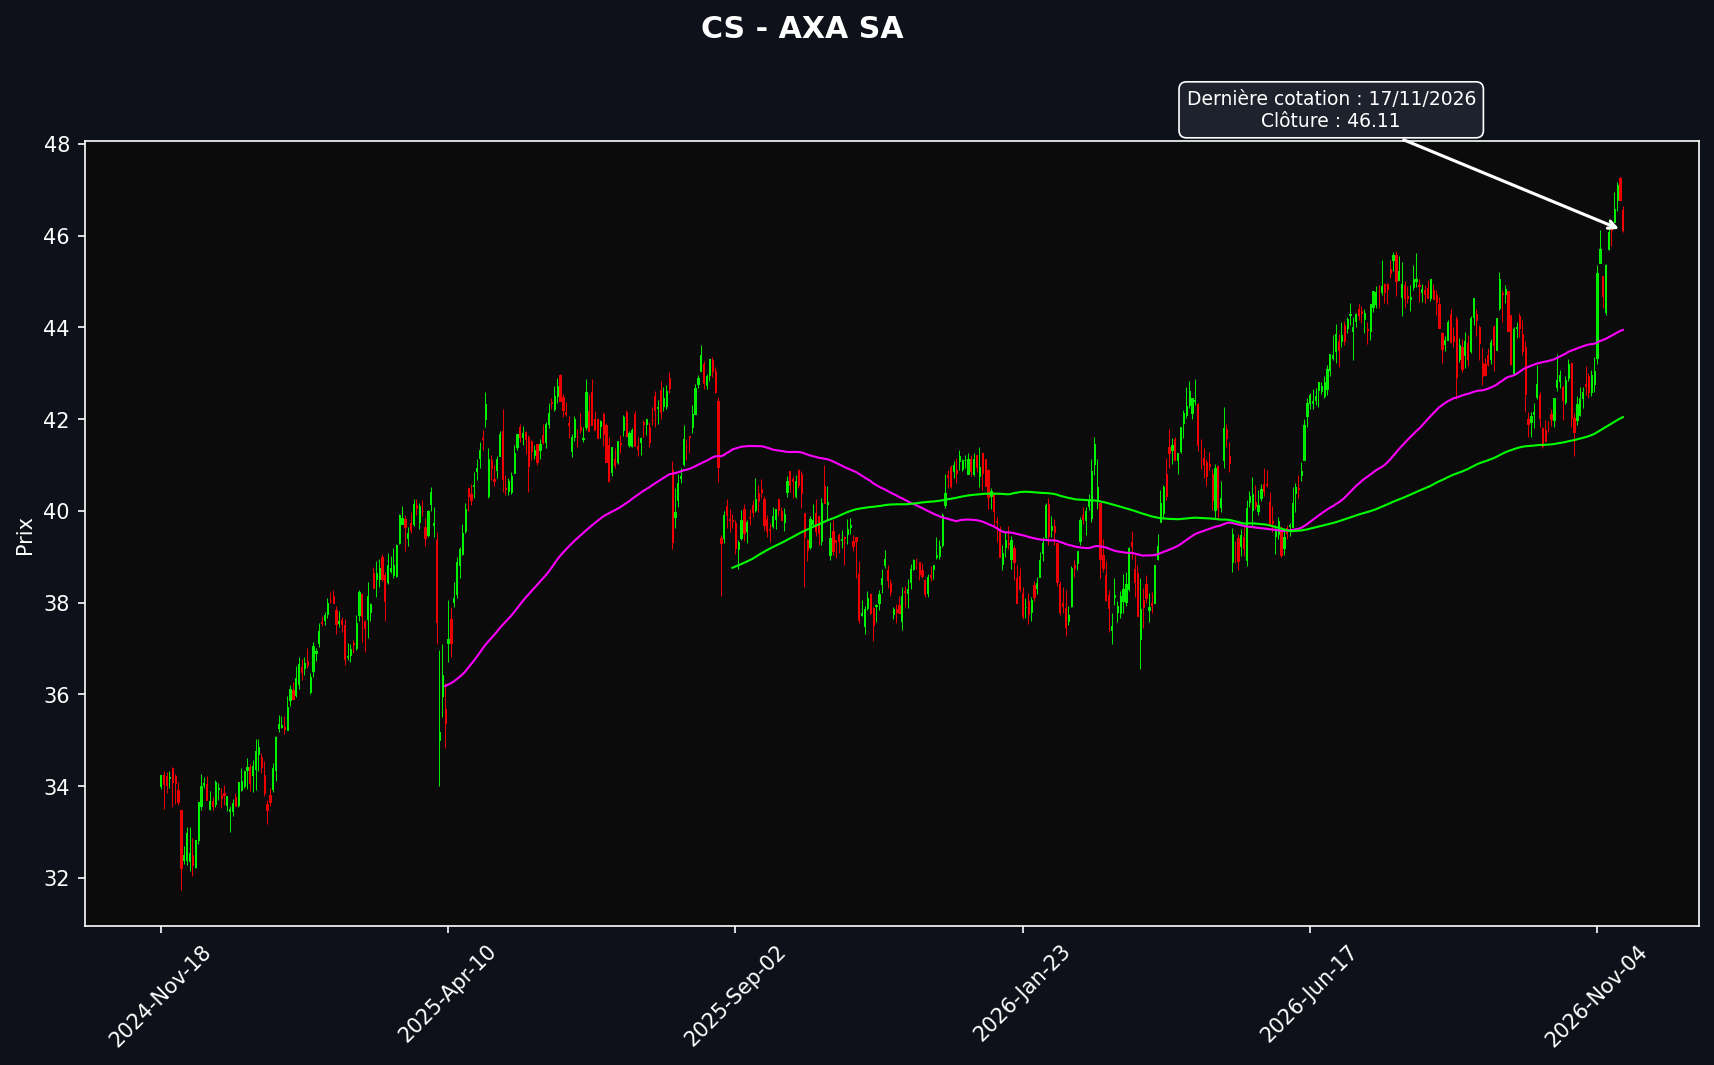 CS - AXA SA
Dernière cotation : 17/11/2026
Clôture : 46.11
Prix
48
46
44
42
40
38
36
34
32
2024-Nov-18
2025-Apr-10
2025-Sep-02
2026-Jan-23
2026-Jun-17
2026-Nov-04